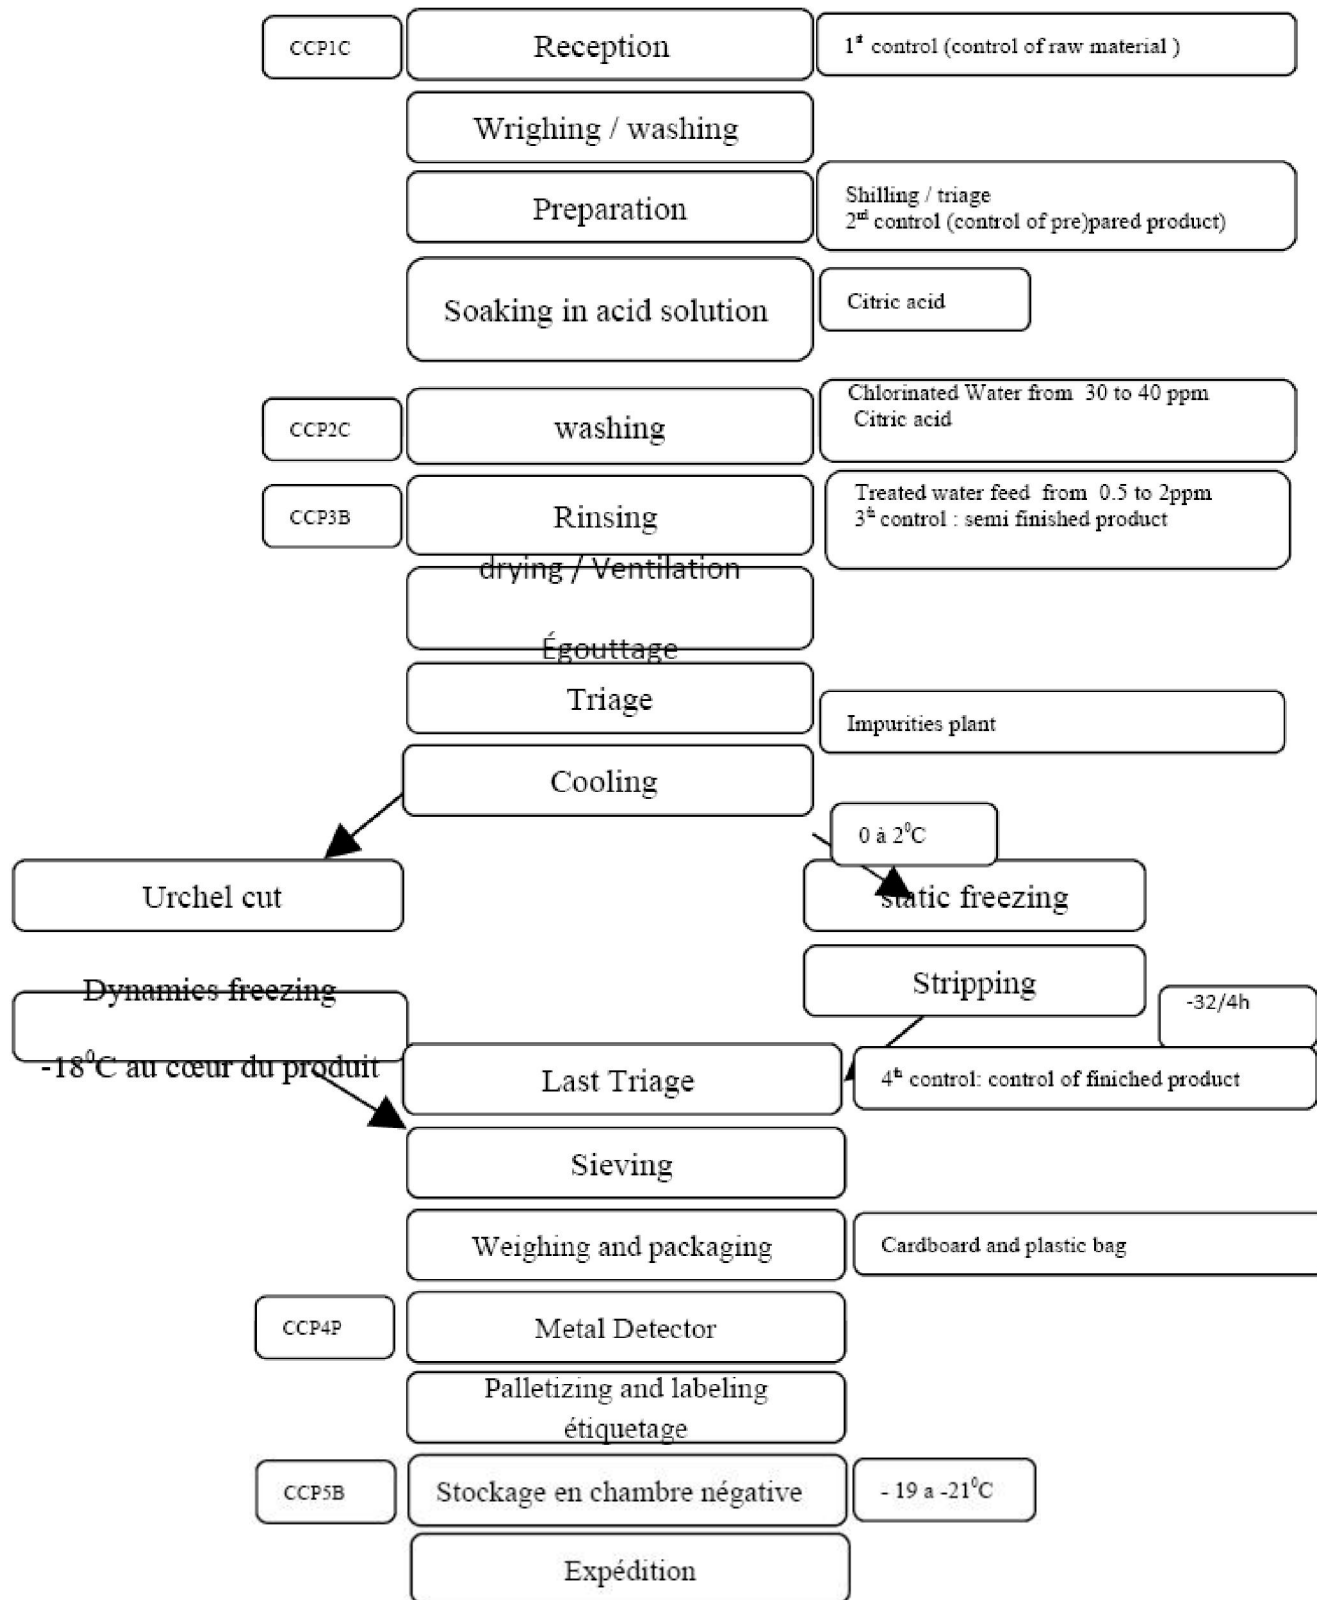 CCP1C
Reception
1st control (control of raw material )
Wrighing / washing
Preparation
Shilling / triage
2nd control (control of pre)pared product)
Soaking in acid solution
Citric acid
CCP2C
washing
Chlorinated Water from 30 to 40 ppm
Citric acid
CCP3B
Rinsing
Treated water feed from 0.5 to 2ppm
3th control : semi finished product
drying / Ventilation
Égouttage
Triage
Impurities plant
Cooling
0 à 2⁰C
Urchel cut
static freezing
Stripping
Dynamics freezing
-18⁰C au cœur du produit
-32/4h
Last Triage
4th control: control of finiched product
Sieving
Weighing and packaging
Cardboard and plastic bag
CCP4P
Metal Detector
Palletizing and labeling
étiquetage
CCP5B
Stockage en chambre négative
- 19 a -21⁰C
Expédition